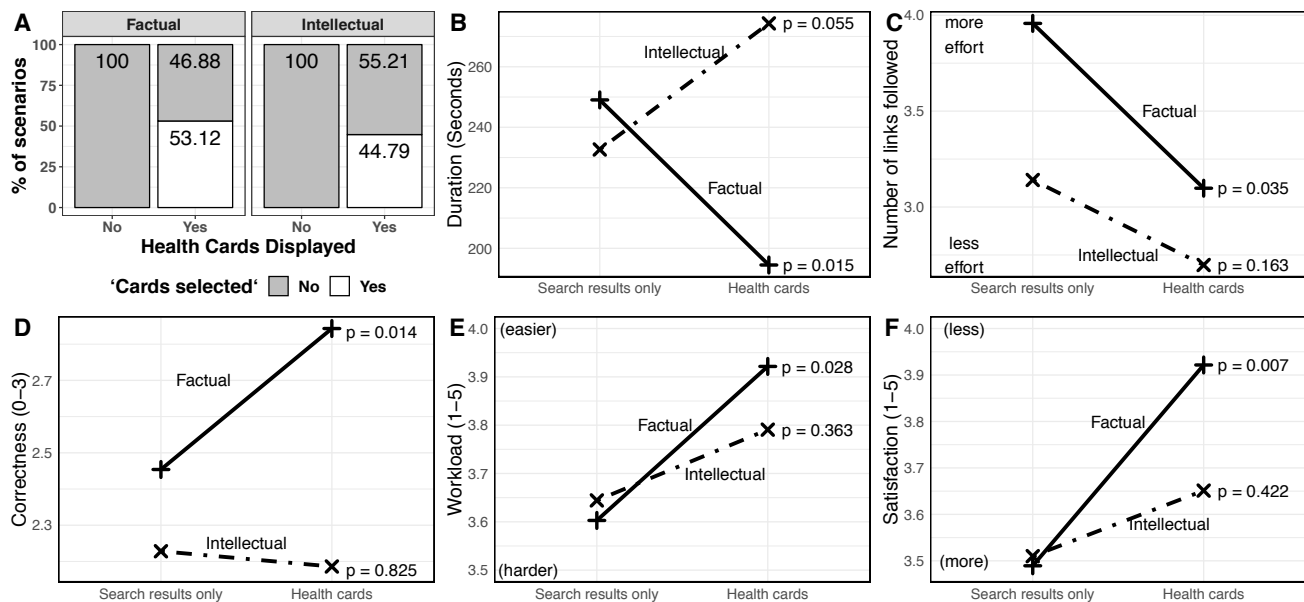 A
Factual
Intellectual
100
75
50
25
0
% of scenarios
100
46.88
53.12
100
55.21
44.79
No
Yes
No
Yes
Health Cards Displayed
‘Cards selected‘
No
Yes
B
260
240
220
200
Duration (Seconds)
Intellectual
Factual
p = 0.055
p = 0.015
Search results only
Health cards
C
4.0
3.5
3.0
Number of links followed
more
effort
less
effort
Factual
Intellectual
p = 0.035
p = 0.163
Search results only
Health cards
D
2.7
2.5
2.3
Correctness (0−3)
Factual
Intellectual
p = 0.014
p = 0.825
Search results only
Health cards
E
4.0
3.9
3.8
3.7
3.6
3.5
Workload (1−5)
(easier)
(harder)
Factual
Intellectual
p = 0.028
p = 0.363
Search results only
Health cards
F
4.0
3.9
3.8
3.7
3.6
3.5
Satisfaction (1−5)
(less)
(more)
Factual
Intellectual
p = 0.007
p = 0.422
Search results only
Health cards